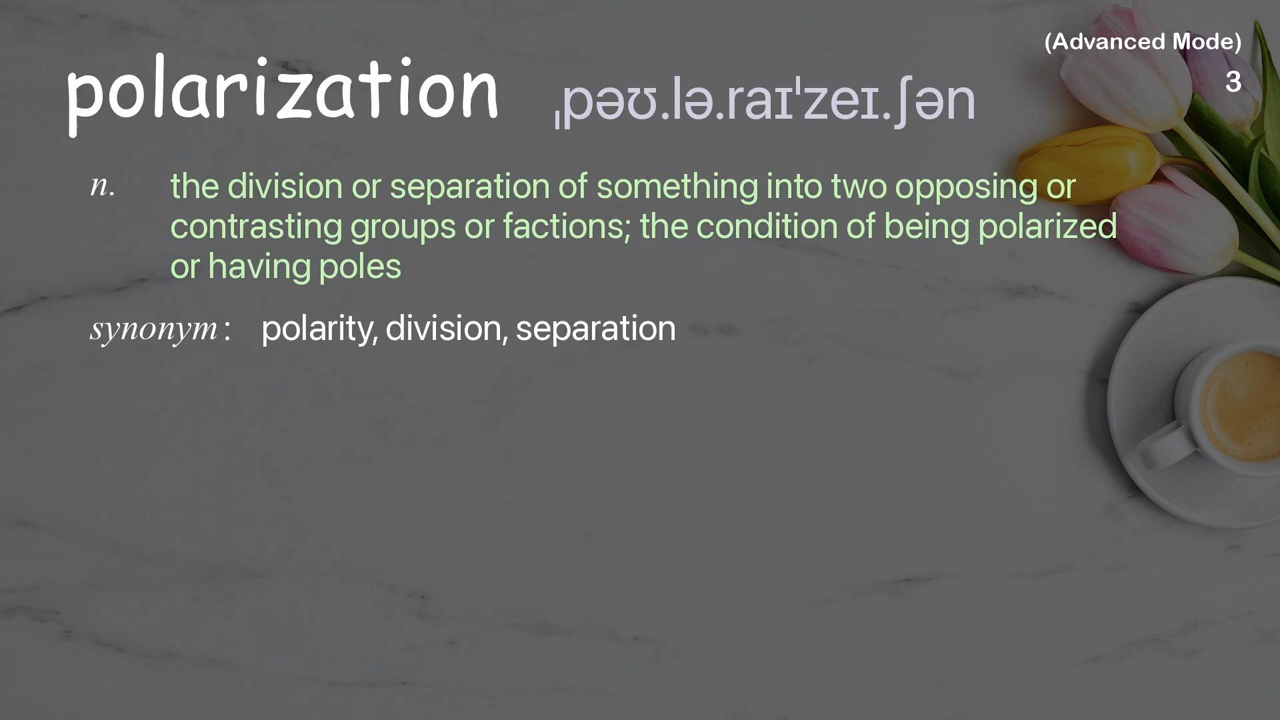 (Advanced Mode)
polarization ˌpəʊ.lə.raɪˈzeɪ.ʃən
3
n. the division or separation of something into two opposing or
contrasting groups or factions; the condition of being polarized
or having poles
synonym: polarity, division, separation